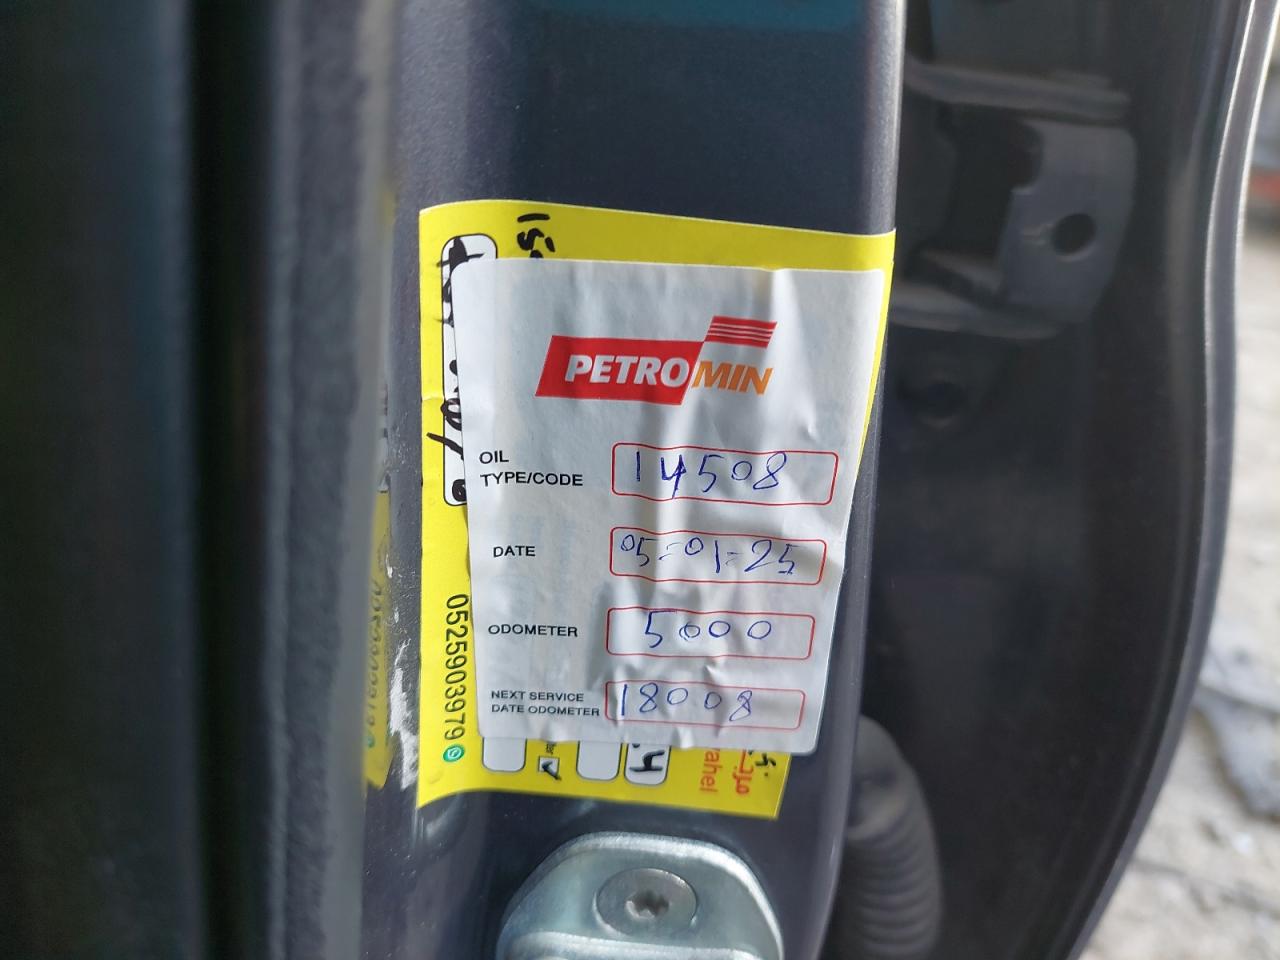 PETROMIN
OIL TYPE/CODE 14508
DATE 05-01-25
ODOMETER 5000
NEXT SERVICE DATE ODOMETER 18008
0525903979